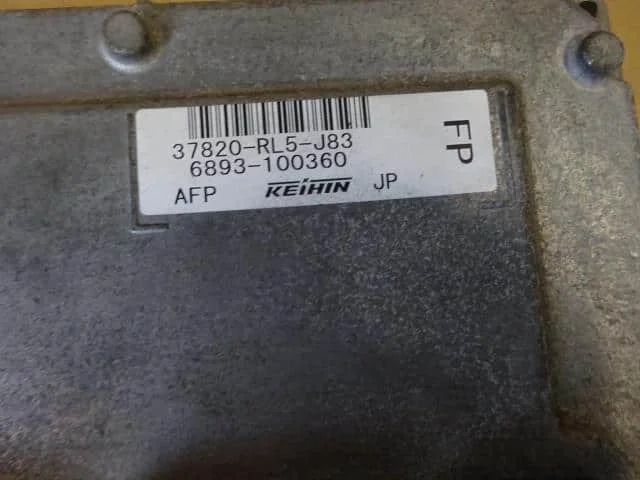 37820-RL5-J83
6893-100360
AFP KEIHIN JP
FP